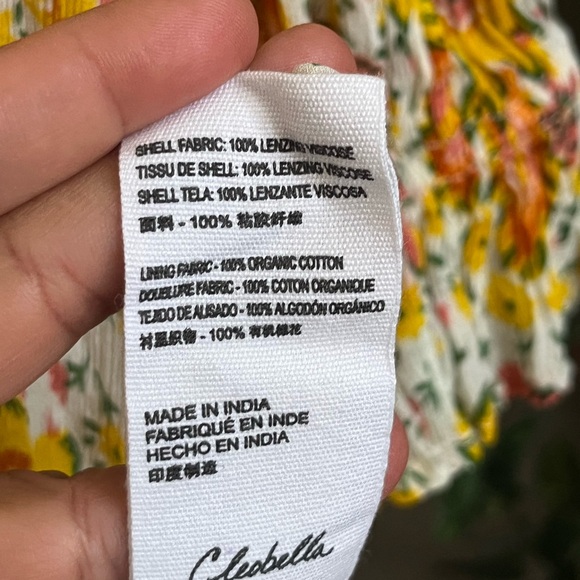 SHELL FABRIC: 100% LENZING VISCOSE
TISSU DE SHELL: 100% LENZING VISCOSE
SHELL TELA: 100% LENZANTE VISCOSA
面料 - 100% 粘胶纤维
LINING FABRIC - 100% ORGANIC COTTON
DOUELURE FABRIC - 100% COTON ORGANIQUE
TEJIDO DE ALISADO - 100% ALGODÓN ORGÁNICO
衬里织物 - 100% 有机棉花
MADE IN INDIA
FABRIQUÉ EN INDE
HECHO EN INDIA
印度制造
Cleobella